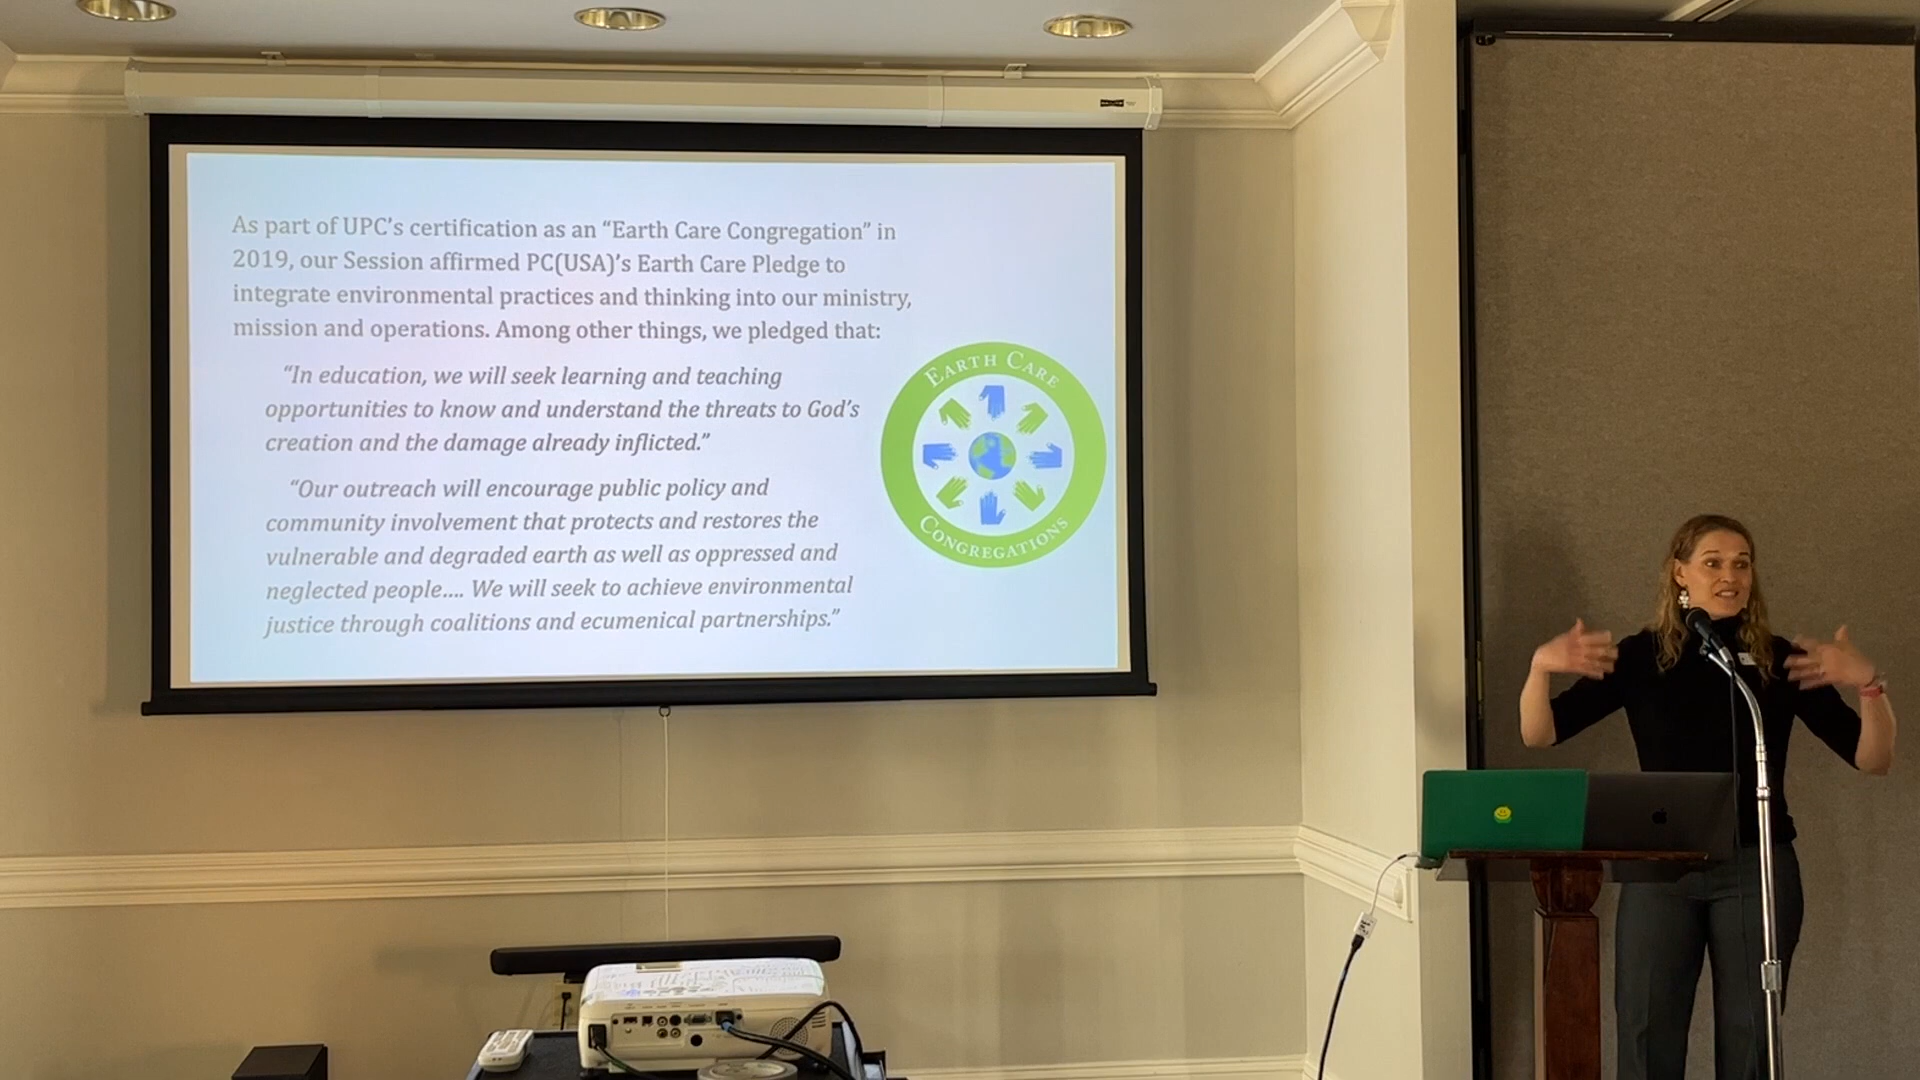 As part of UPC's certification as an “Earth Care Congregation” in
2019, our Session affirmed PC(USA)'s Earth Care Pledge to
integrate environmental practices and thinking into our ministry,
mission and operations. Among other things, we pledged that:
“In education, we will seek learning and teaching
opportunities to know and understand the threats to God's
creation and the damage already inflicted.”
“Our outreach will encourage public policy and
community involvement that protects and restores the
vulnerable and degraded earth as well as oppressed and
neglected people.... We will seek to achieve environmental
justice through coalitions and ecumenical partnerships.”
EARTH CARE
CONGREGATIONS